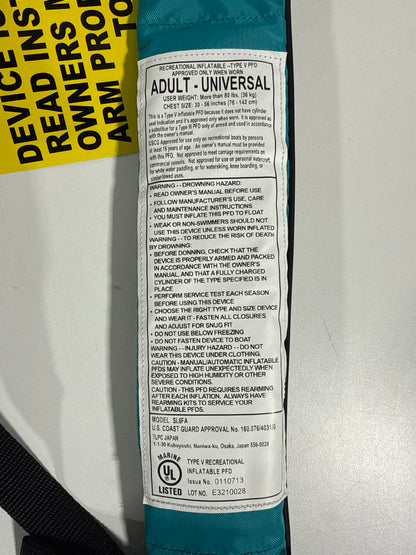 DEVICE
READ INS
OWNERS M
ARM PROD
RECREATIONAL INFLATABLE -TYPE V PFD
APPROVED ONLY WHEN WORN
ADULT - UNIVERSAL
USER WEIGHT: More than 80 lbs. (36 kg)
CHEST SIZE: 30 - 56 inches (76 - 142 cm)
This is a Type V Inflatable PFD because it does not have cylinder
seal indication and it's approved only when worn. It is approved as
a substitute for a Type III PFD only of armed and used in accordance
with the owner's manual.
USCG Approved for use only on recreational boats by persons
at least 16 years of age. An owner's manual must be provided
with this PFD. Not approved to meet carriage requirements on
commercial vessels. Not approved for use on personal watercraft,
for white water paddling, or for waterskiing, knee boarding, or
similar towed uses.
WARNING - - DROWNING HAZARD:
• READ OWNER'S MANUAL BEFORE USE
• FOLLOW MANUFACTURER'S USE, CARE
AND MAINTENANCE INSTRUCTIONS
• YOU MUST INFLATE THIS PFD TO FLOAT
• WEAK OR NON-SWIMMERS SHOULD NOT
USE THIS DEVICE UNLESS WORN INFLATED
WARNING - - TO REDUCE THE RISK OF DEATH
BY DROWNING:
• BEFORE DONNING, CHECK THAT THE
DEVICE IS PROPERLY ARMED AND PACKED
IN ACCORDANCE WITH THE OWNER'S
MANUAL, AND THAT A FULLY CHARGED
CYLINDER OF THE TYPE SPECIFIED IS IN
PLACE
• PERFORM SERVICE TEST EACH SEASON
BEFORE USING THIS DEVICE
• CHOOSE THE RIGHT TYPE AND SIZE DEVICE
AND WEAR IT - FASTEN ALL CLOSURES
AND ADJUST FOR SNUG FIT
• DO NOT USE BELOW FREEZING
• DO NOT FASTEN DEVICE TO BOAT
WARNING - - INJURY HAZARD - - DO NOT
WEAR THIS DEVICE UNDER CLOTHING.
CAUTION - MANUAL/AUTOMATIC INFLATABLE
PFDS MAY INFLATE UNEXPECTEDLY WHEN
EXPOSED TO HIGH HUMIDITY OR OTHER
SEVERE CONDITIONS.
CAUTION - THIS PFD REQUIRES REARMING
AFTER EACH INFLATION. ALWAYS HAVE
REARMING KITS TO SERVICE YOUR
INFLATABLE PFDS.
MODEL SL6FA
U.S. COAST GUARD APPROVAL No. 160.076/4031/0
TLPC JAPAN
1-1-30 Kuboyoshi, Naniwa-ku, Osaka, Japan 556-0028
MARINE
UL
LISTED
TYPE V RECREATIONAL
INFLATABLE PFD
Issue No. 0110713
LOT NO. E3210028